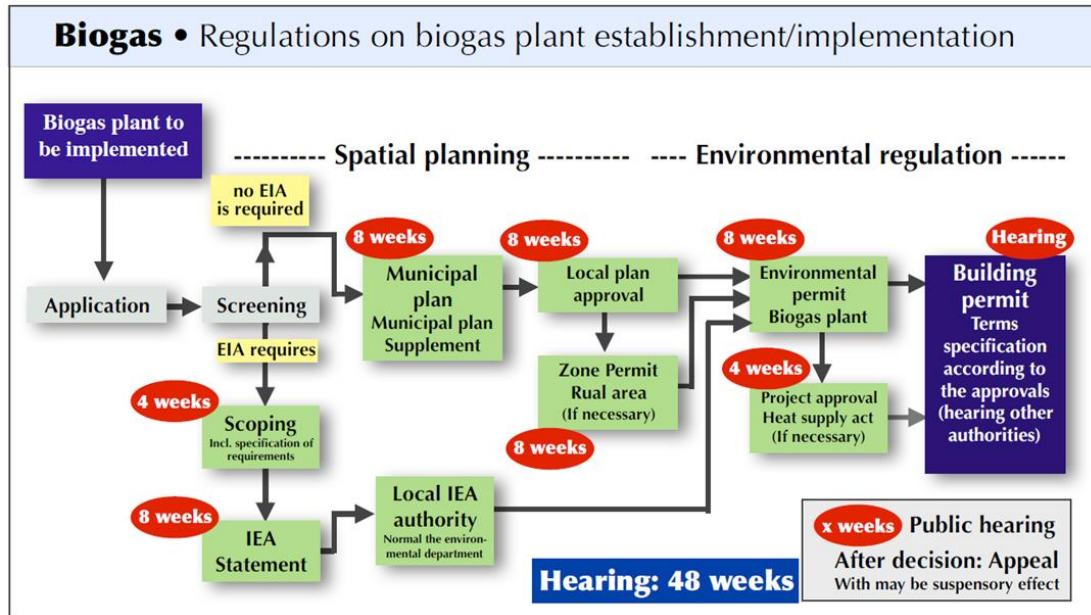 Biogas • Regulations on biogas plant establishment/implementation
Biogas plant to
be implemented
---------- Spatial planning ----------
---- Environmental regulation ------
no EIA
is required
Application
Screening
EIA requires
8 weeks
Municipal
plan
Municipal plan
Supplement
8 weeks
Local plan
approval
Zone Permit
Rual area
(If necessary)
8 weeks
8 weeks
Environmental
permit
Biogas plant
4 weeks
Project approval
Heat supply act
(If necessary)
Hearing
Building
permit
Terms
specification
according to
the approvals
(hearing other
authorities)
4 weeks
Scoping
Incl. specification of
requirements
8 weeks
IEA
Statement
Local IEA
authority
Normal the environ-
mental department
Hearing: 48 weeks
x weeks Public hearing
After decision: Appeal
With may be suspensory effect